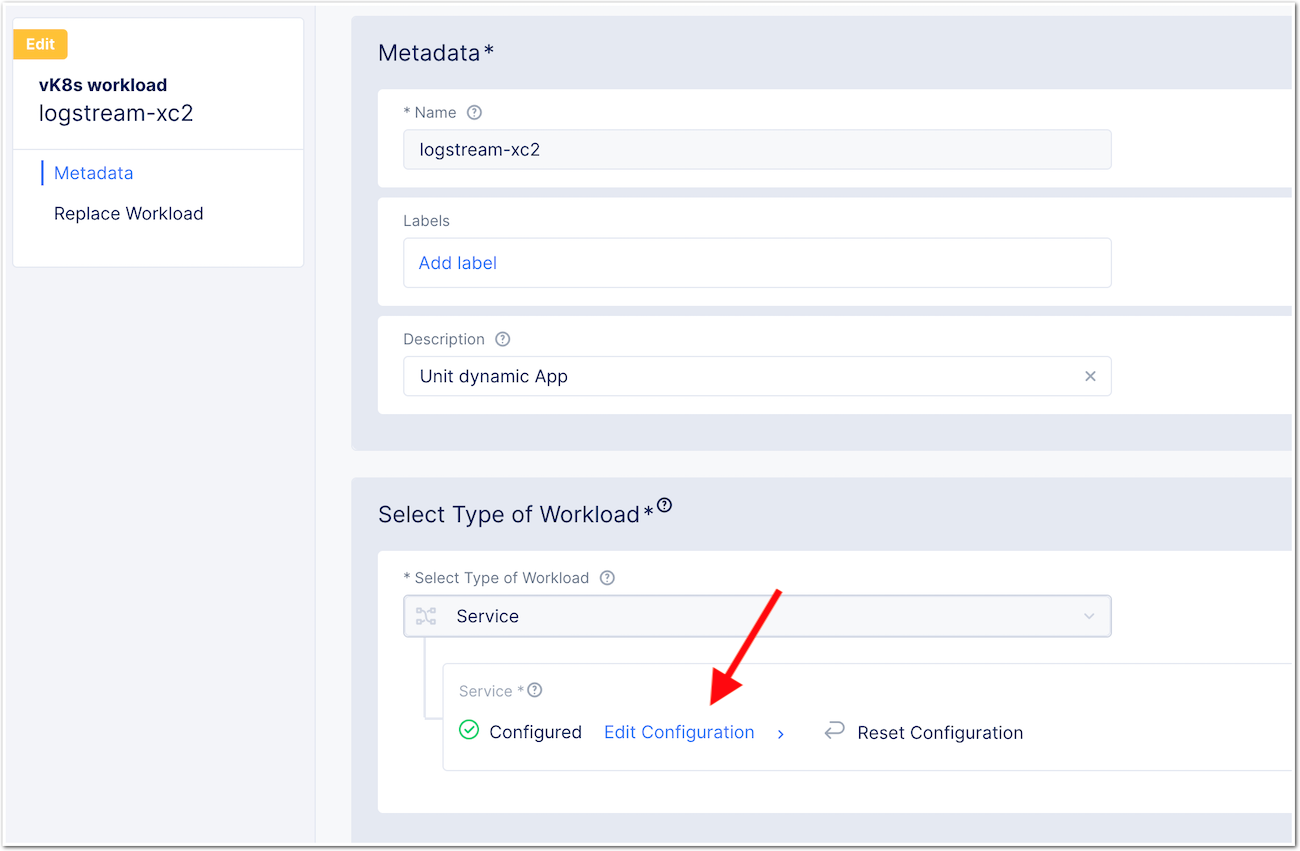 Edit
vK8s workload
logstream-xc2
Metadata
Replace Workload
Metadata*
* Name
logstream-xc2
Labels
Add label
Description
Unit dynamic App
Select Type of Workload*
* Select Type of Workload
Service
Service *
Configured Edit Configuration Reset Configuration